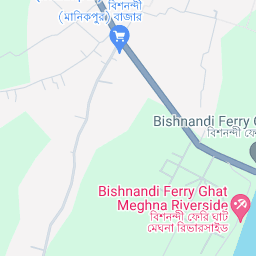 বিশনন্দী
(মানিকপুর) বাজার
Bishnandi Ferry
বিশনন্দী ফেরী
Bishnandi Ferry Ghat
Meghna Riverside
বিশনন্দী ফেরি ঘাট
মেঘনা রিভারসাইড